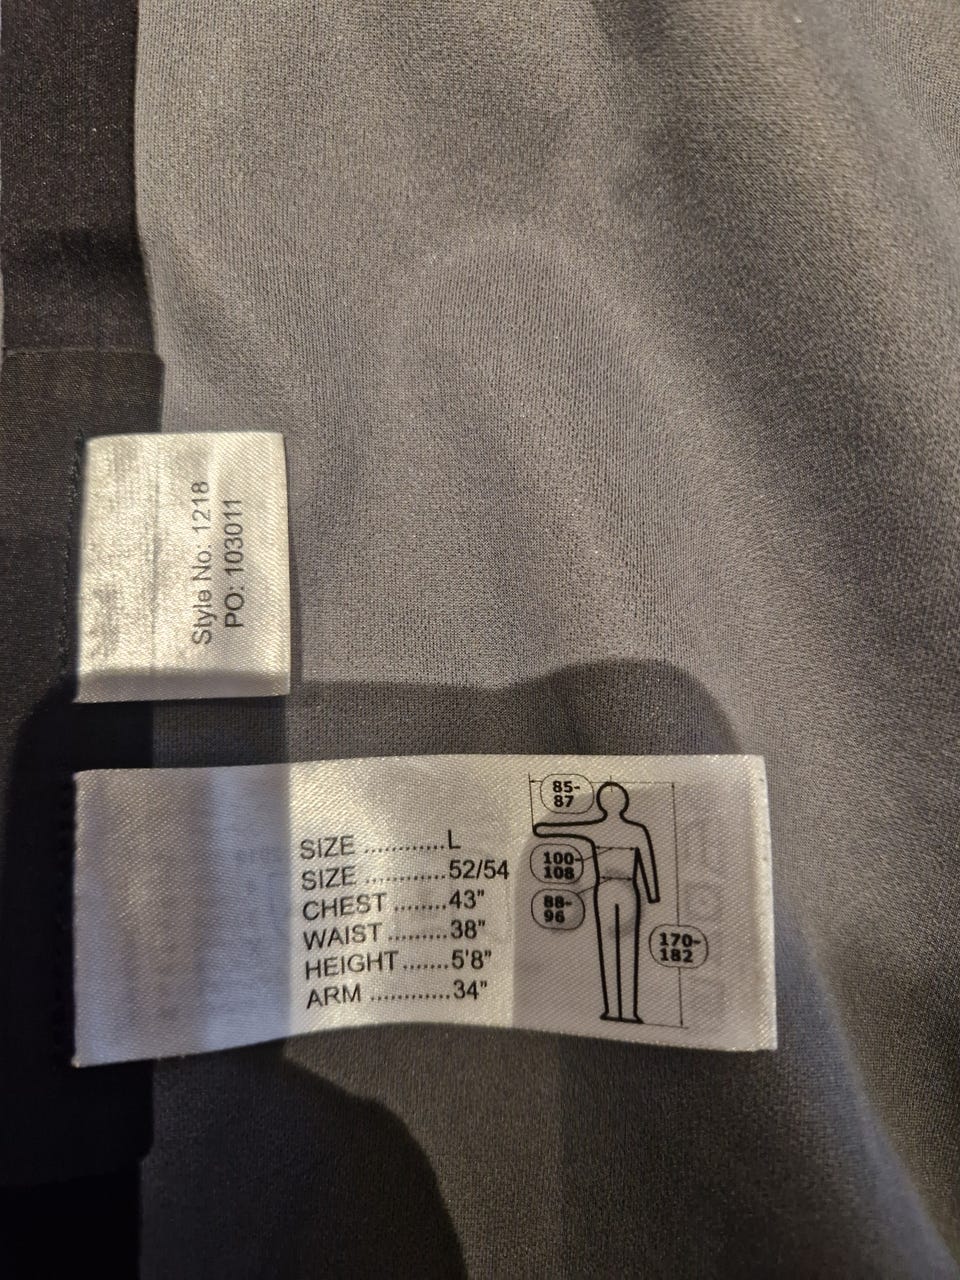 Style No: 1218
PO: 103011
SIZE ............L
SIZE ............52/54
CHEST ........43"
WAIST .........38"
HEIGHT .......5'8"
ARM ............34"
85-
87
100-
108
88-
96
170-
182